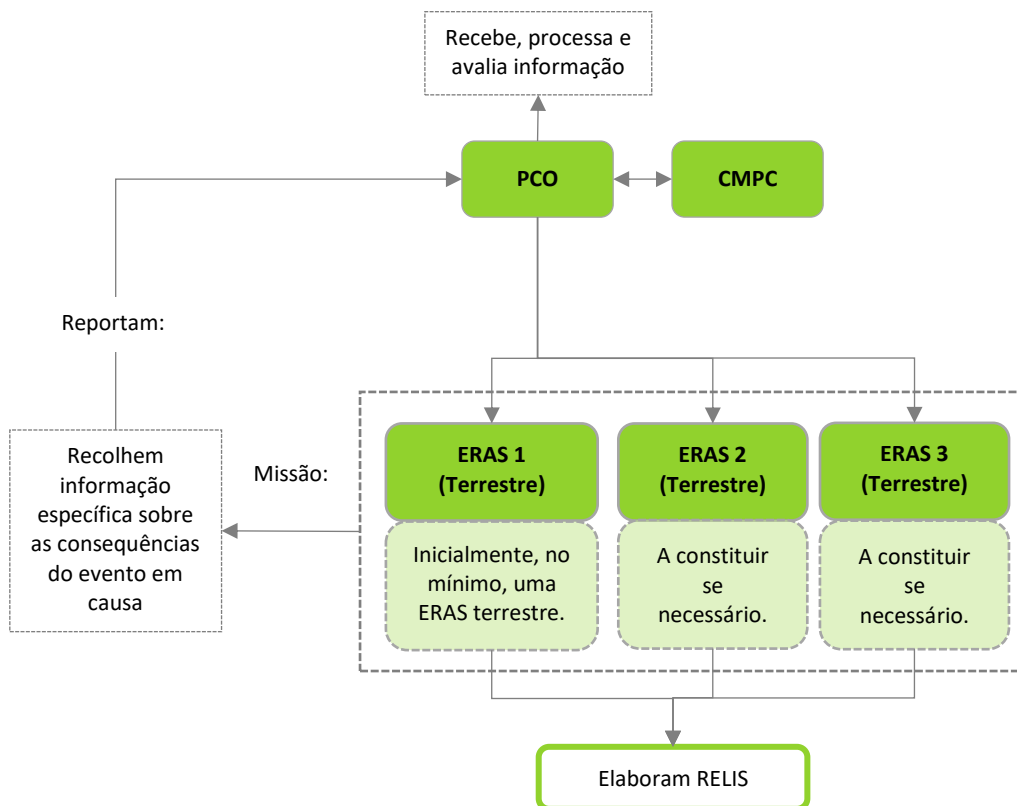 Recebe, processa e
avalia informação
PCO
CMPC
Reportam:
Recolhem
informação
específica sobre
as consequências
do evento em
causa
Missão:
ERAS 1
(Terrestre)
ERAS 2
(Terrestre)
ERAS 3
(Terrestre)
Inicialmente, no
mínimo, uma
ERAS terrestre.
A constituir
se
necessário.
A constituir
se
necessário.
Elaboram RELIS